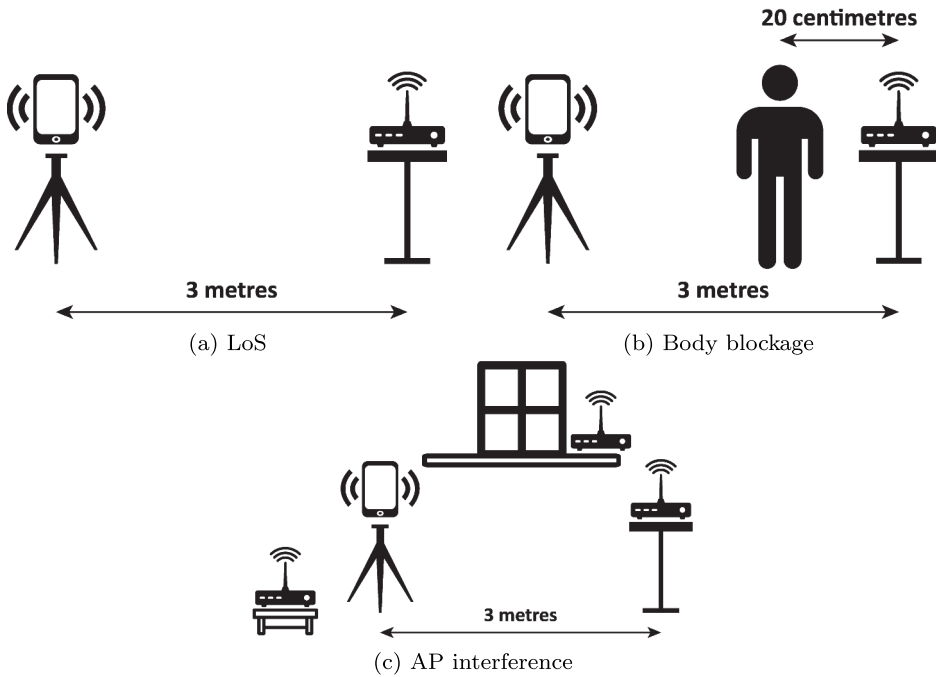 20 centimetres
3 metres
3 metres
(a) LoS
(b) Body blockage
3 metres
(c) AP interference